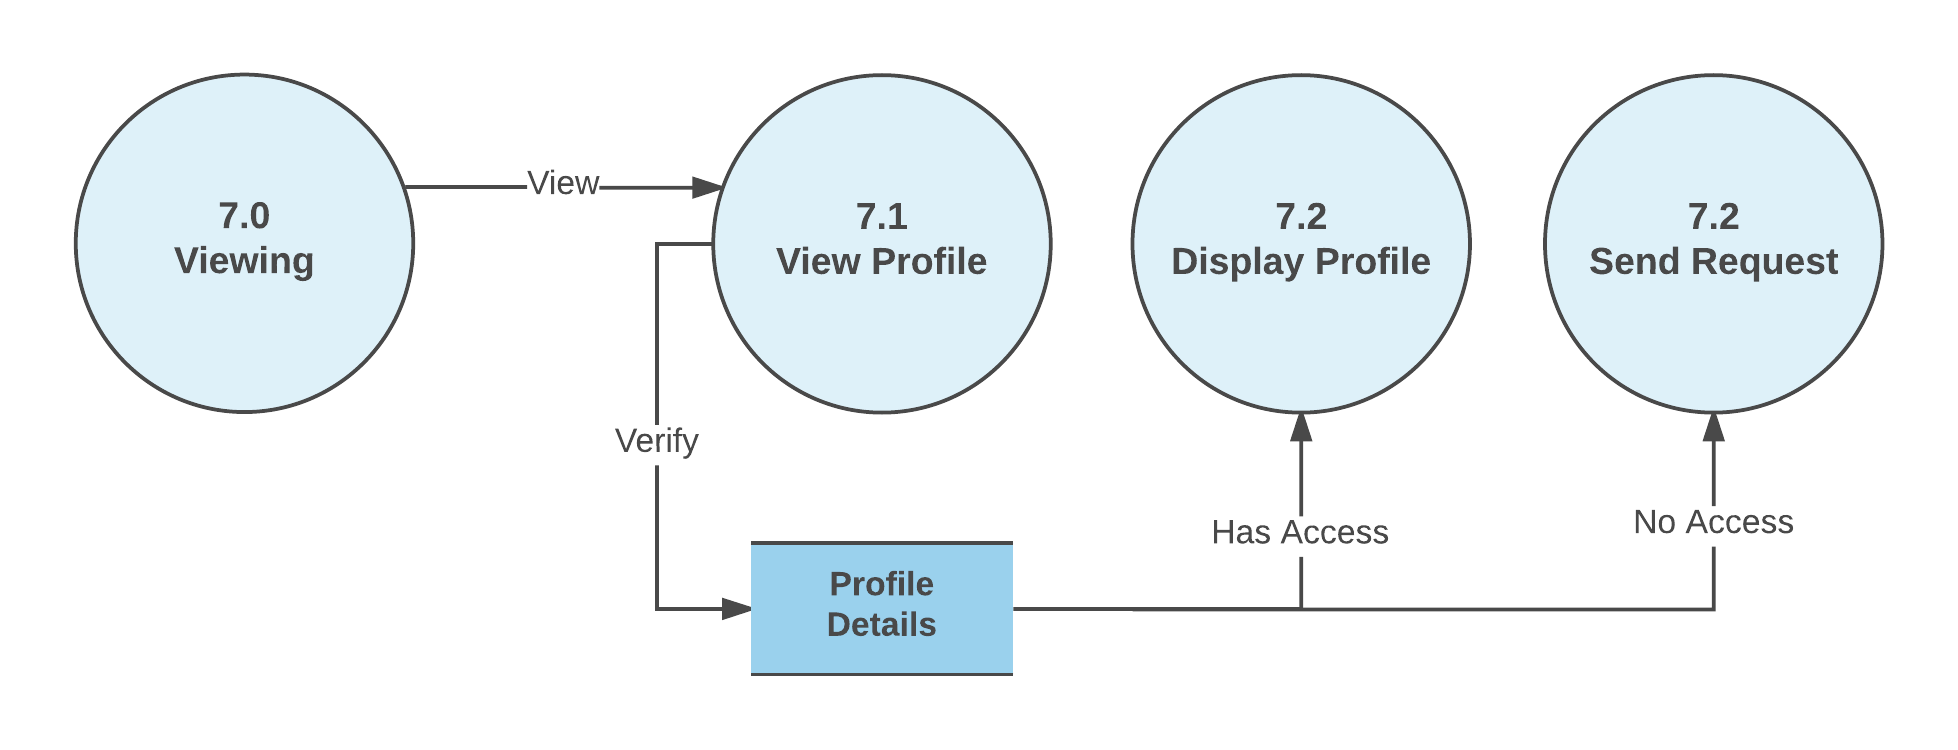 7.0
Viewing
View
7.1
View Profile
7.2
Display Profile
7.2
Send Request
Verify
Has Access
No Access
Profile
Details